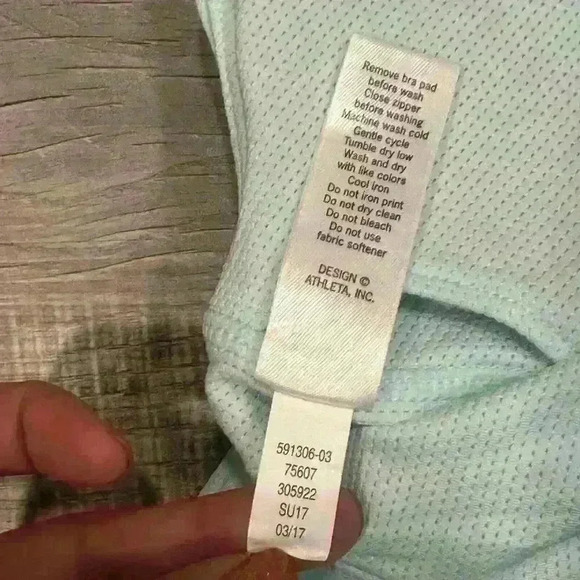 Remove bra pad
before wash
Close zipper
before washing
Machine wash cold
Gentle cycle
Tumble dry low
Wash and dry
with like colors
Cool iron
Do not iron print
Do not dry clean
Do not bleach
Do not use
fabric softener
DESIGN ©
ATHLETA, INC.
591306-03
75607
305922
SU17
03/17